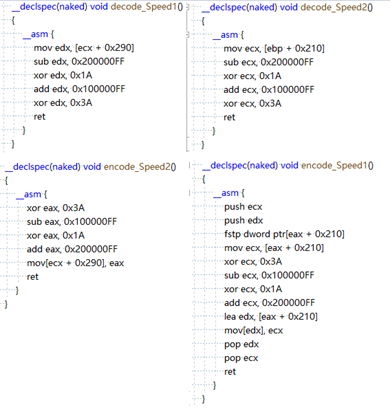 __declspec(naked) void decode_Speed1()
{
__asm {
mov edx, [ecx + 0x290]
sub edx, 0x200000FF
xor edx, 0x1A
add edx, 0x100000FF
xor edx, 0x3A
ret
}
}
__declspec(naked) void decode_Speed2()
{
__asm {
mov ecx, [ebp + 0x210]
sub ecx, 0x200000FF
xor ecx, 0x1A
add ecx, 0x100000FF
xor ecx, 0x3A
ret
}
}
__declspec(naked) void encode_Speed2()
{
__asm {
xor eax, 0x3A
sub eax, 0x100000FF
xor eax, 0x1A
add eax, 0x200000FF
mov[ecx + 0x290], eax
ret
}
}
__declspec(naked) void encode_Speed1()
{
__asm {
push ecx
push edx
fstp dword ptr[eax + 0x210]
mov ecx, [eax + 0x210]
xor ecx, 0x3A
sub ecx, 0x100000FF
xor ecx, 0x1A
add ecx, 0x200000FF
lea edx, [eax + 0x210]
mov[edx], ecx
pop edx
pop ecx
ret
}
}